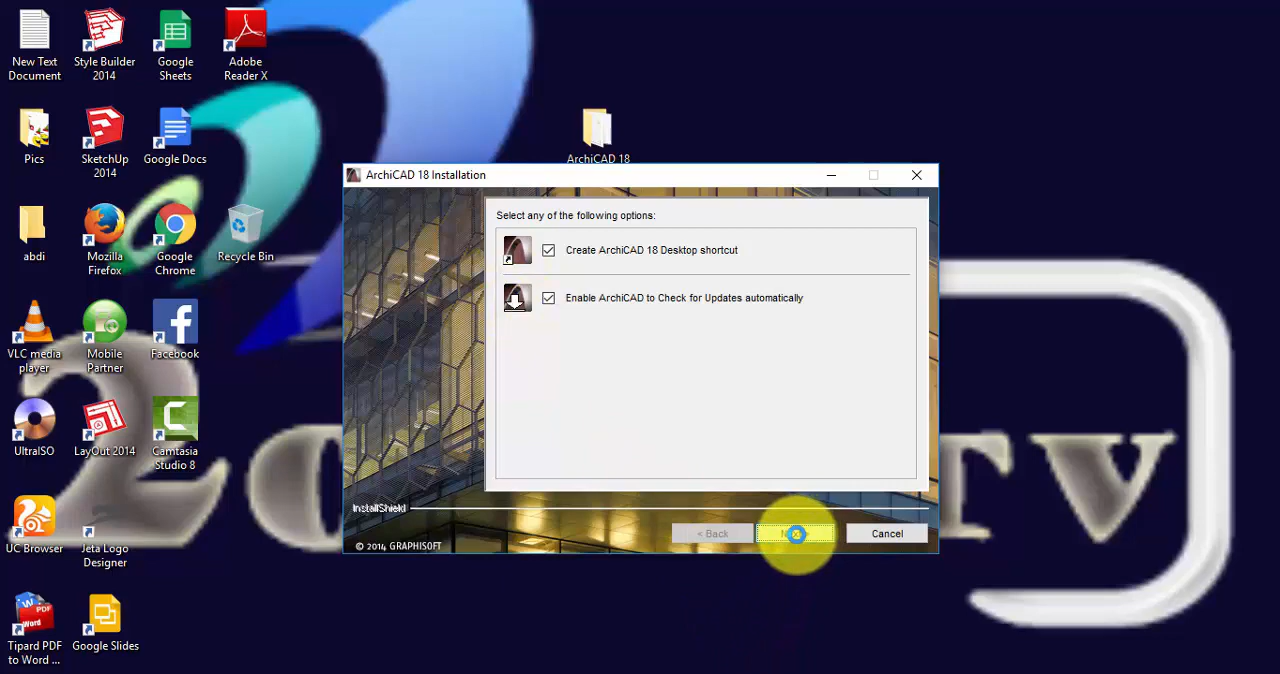 New Text
Document
Style Builder
2014
Google
Sheets
Adobe
Reader X
Pics
SketchUp
2014
Google Docs
ArchiCAD 18
abdi
Mozilla
Firefox
Google
Chrome
Recycle Bin
VLC media
player
Mobile
Partner
Facebook
UltraISO
LayOut 2014
Camtasia
Studio 8
UC Browser
Jeta Logo
Designer
Tipard PDF
to Word ...
Google Slides
ArchiCAD 18 Installation
Select any of the following options:
Create ArchiCAD 18 Desktop shortcut
Enable ArchiCAD to Check for Updates automatically
InstallShield
< Back
Cancel
© 2014 GRAPHISOFT